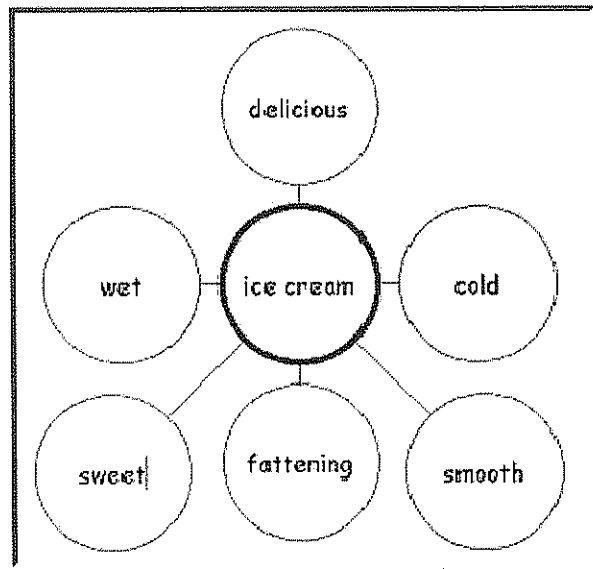 delicious
wet
ice cream
cold
sweet
fattening
smooth